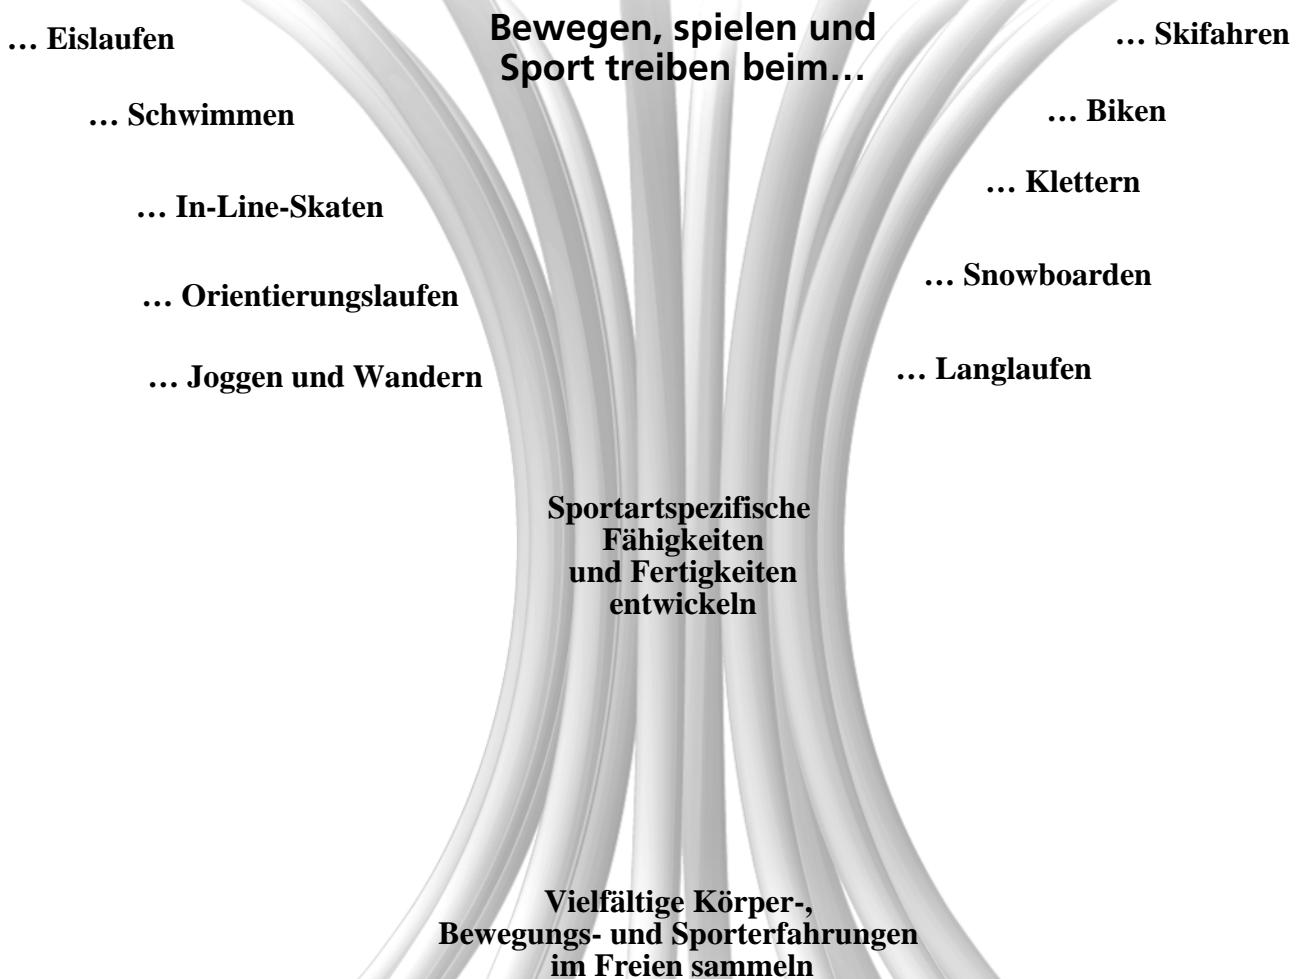 Bewegen, spielen und
Sport treiben beim...
... Eislaufen
... Schwimmen
... In-Line-Skaten
... Orientierungslaufen
... Joggen und Wandern
... Skifahren
... Biken
... Klettern
... Snowboarden
... Langlaufen
Sportartspezifische
Fähigkeiten
und Fertigkeiten
entwickeln
Vielfältige Körper-,
Bewegungs- und Sporterfahrungen
im Freien sammeln